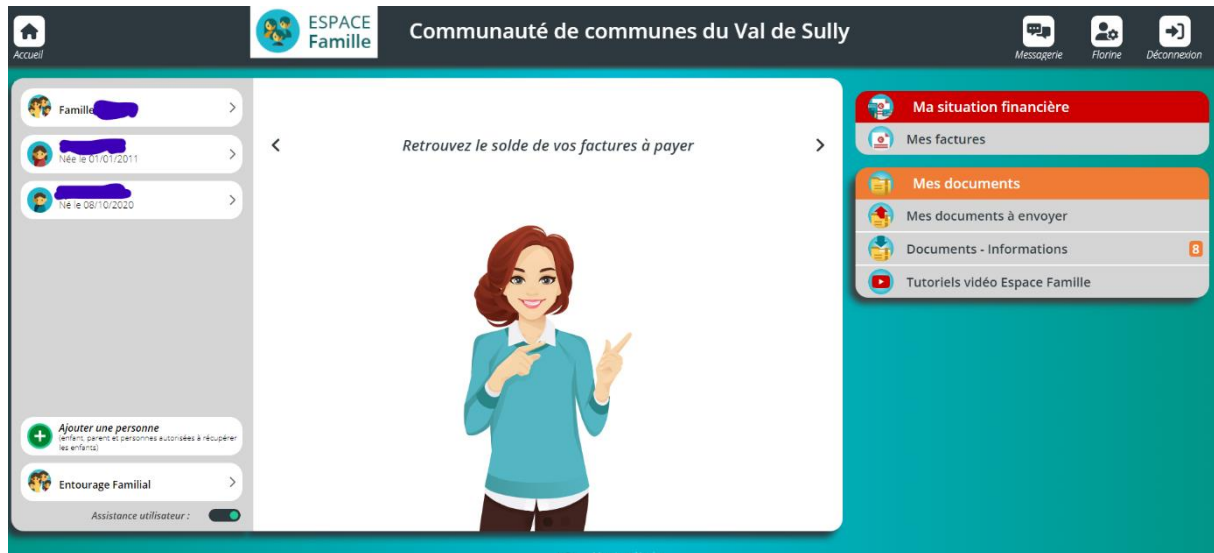 Accueil
ESPACE
Famille
Communauté de communes du Val de Sully
Messagerie
Florine
Déconnexion
Famille
Née le 01/01/2011
Né le 08/10/2020
Ajouter une personne
(enfant, parent et personnes autorisées à récupérer
les enfants)
Entourage Familial
Assistance utilisateur :
Retrouvez le solde de vos factures à payer
Ma situation financière
Mes factures
Mes documents
Mes documents à envoyer
Documents - Informations
8
Tutoriels vidéo Espace Famille